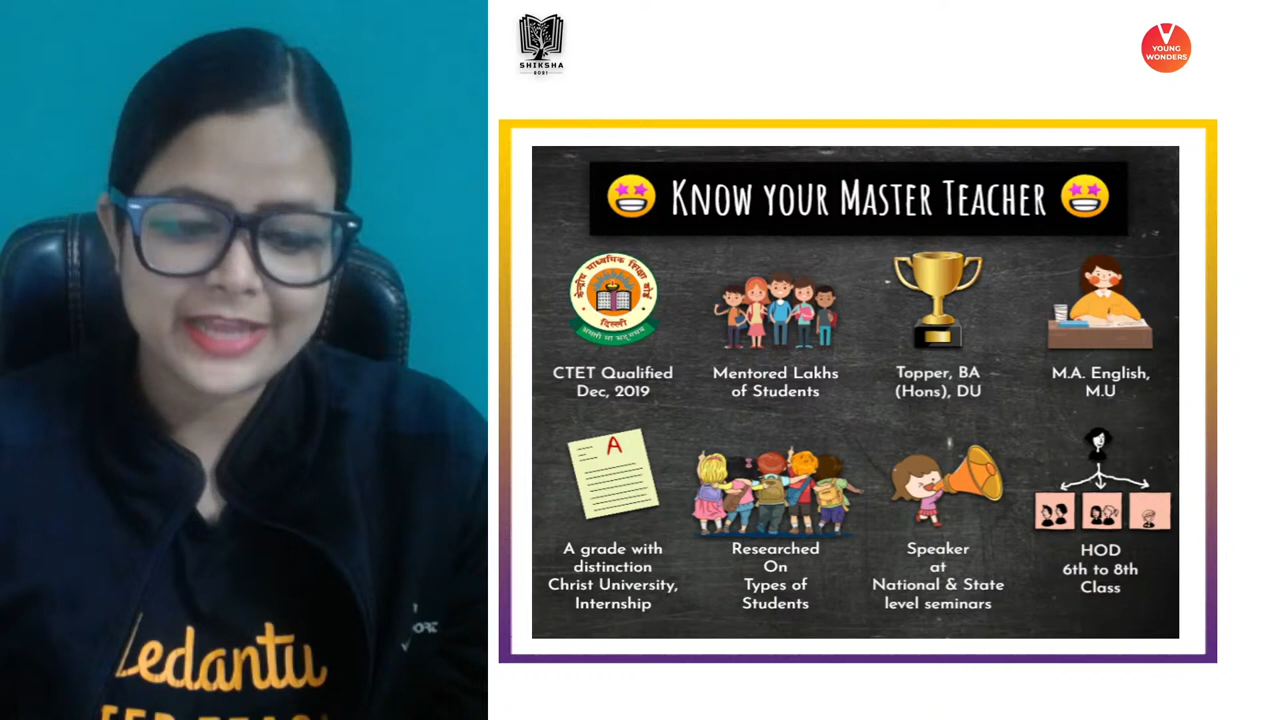 SHIKSHA
2021
YOUNG
WONDERS
KNOW YOUR MASTER TEACHER
केन्द्रीय माध्यमिक शिक्षा बोर्ड
दिल्ली
CTET Qualified
Dec, 2019
Mentored Lakhs
of Students
Topper, BA
(Hons), DU
M.A. English,
M.U
A
A grade with
distinction
Christ University,
Internship
Researched
On
Types of
Students
Speaker
at
National & State
level seminars
HOD
6th to 8th
Class
Vedantu